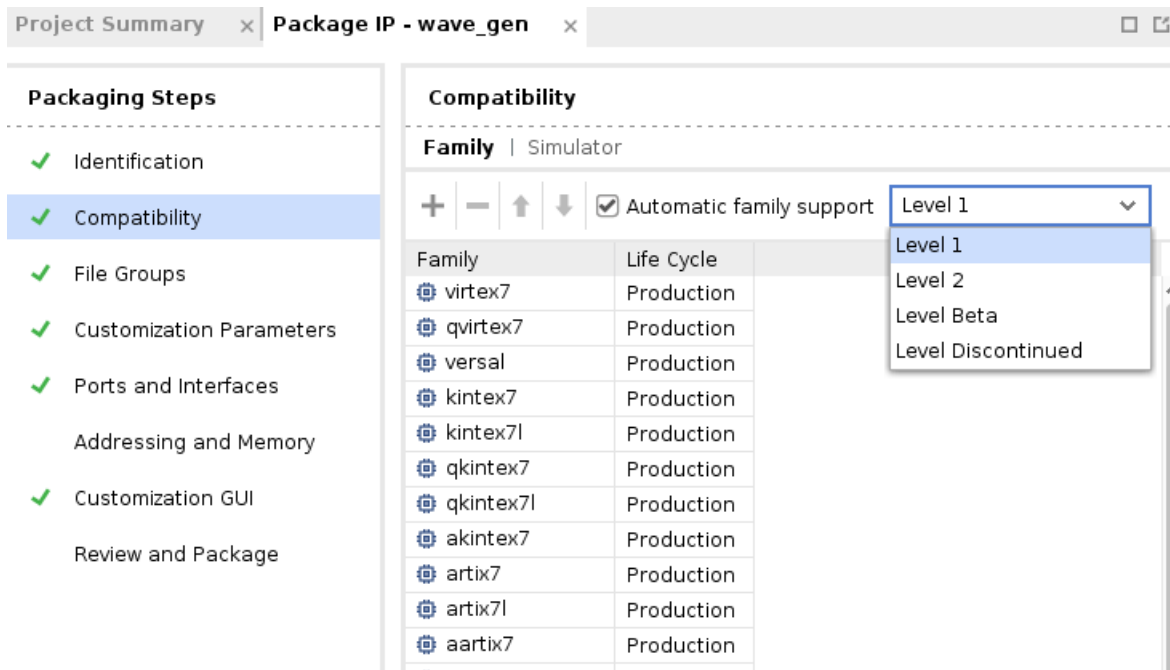 Project Summary
Package IP - wave_gen
Packaging Steps
Identification
Compatibility
File Groups
Customization Parameters
Ports and Interfaces
Addressing and Memory
Customization GUI
Review and Package
Compatibility
Family | Simulator
Automatic family support Level 1
Level 1
Level 2
Level Beta
Level Discontinued
Family Life Cycle
virtex7 Production
qvirtex7 Production
versal Production
kintex7 Production
kintex7l Production
qkintex7 Production
qkintex7l Production
akintex7 Production
artix7 Production
artix7l Production
aartix7 Production